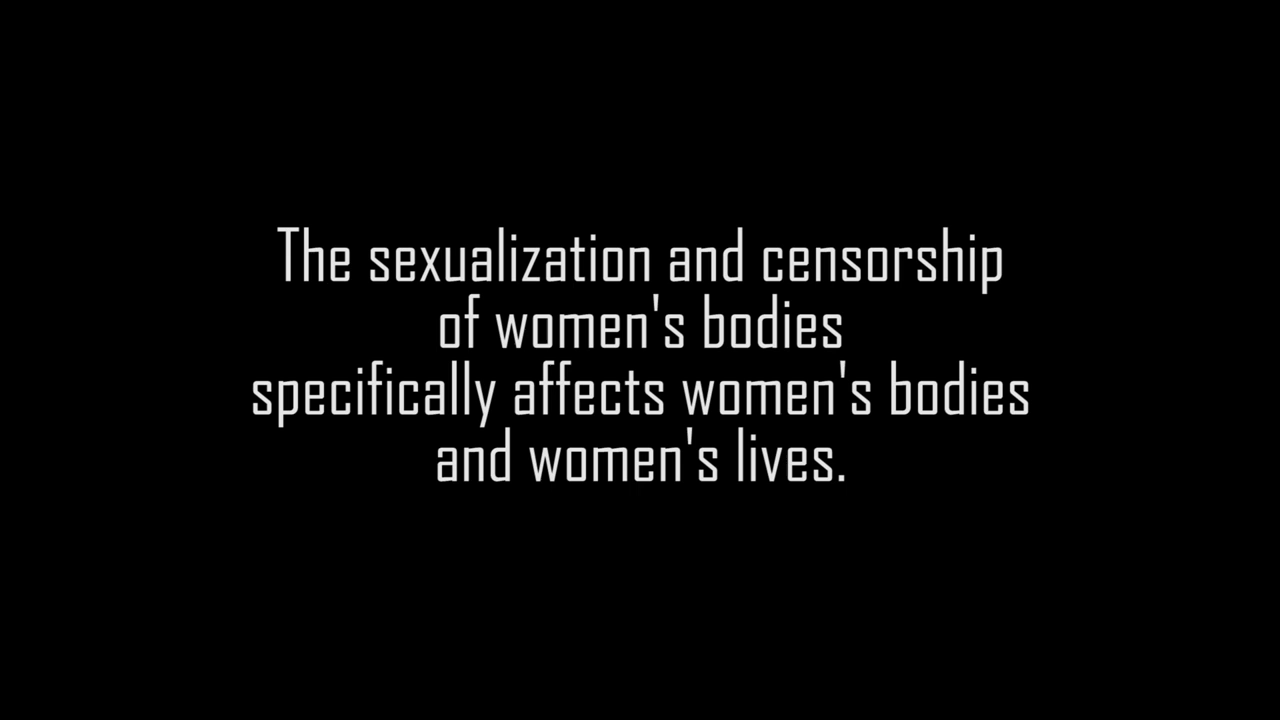 The sexualization and censorship
of women's bodies
specifically affects women's bodies
and women's lives.